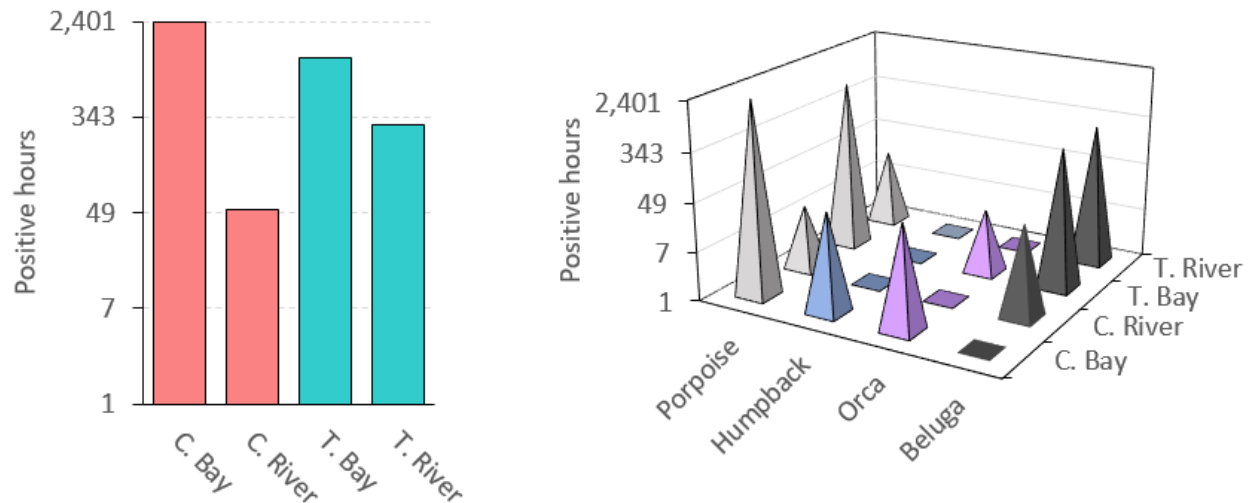 Positive hours
2,401
343
49
7
1
C. Bay
C. River
T. Bay
T. River
Positive hours
2,401
343
49
7
1
Porpoise
Humpback
Orca
Beluga
T. River
T. Bay
C. River
C. Bay